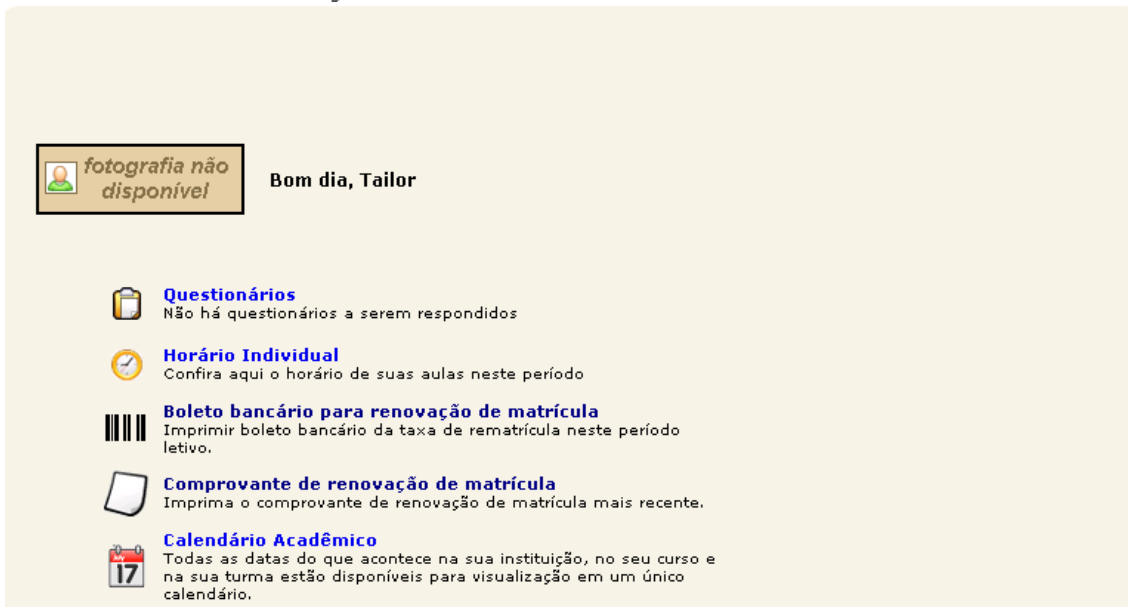 fotografia não
disponível
Bom dia, Tailor
Questionários
Não há questionários a serem respondidos
Horário Individual
Confira aqui o horário de suas aulas neste período
Boleto bancário para renovação de matrícula
Imprimir boleto bancário da taxa de rematrícula neste período
letivo.
Comprovante de renovação de matrícula
Imprima o comprovante de renovação de matrícula mais recente.
Calendário Acadêmico
Todas as datas do que acontece na sua instituição, no seu curso e
na sua turma estão disponíveis para visualização em um único
calendário.
17